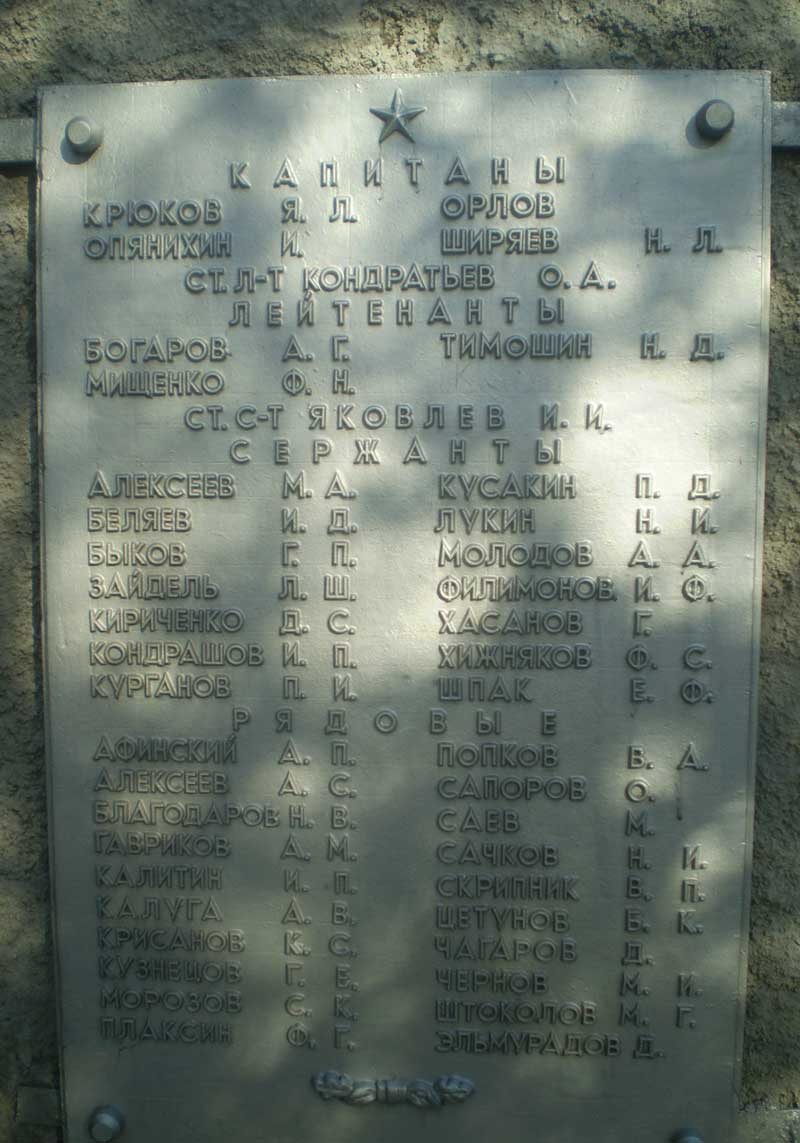 КАПИТАНЫ
КРЮКОВ Я. Л. ОРЛОВ
ОПЯНИХИН И. ШИРЯЕВ Н. Л.
СТ. Л-Т КОНДРАТЬЕВ О. А.
ЛЕЙТЕНАНТЫ
БОГАРОВ А. Г. ТИМОШИН Н. Д.
МИЩЕНКО Ф. Н.
СТ. С-Т ЯКОВЛЕВ И. И.
СЕРЖАНТЫ
АЛЕКСЕЕВ М. А. КУСАКИН П. Д.
БЕЛЯЕВ И. Д. ЛУКИН Н. И.
БЫКОВ Г. П. МОЛОДОВ А. А.
ЗАЙДЕЛЬ Л. Ш. ФИЛИМОНОВ. И. Ф.
КИРИЧЕНКО Д. С. ХАСАНОВ Г.
КОНДРАШОВ И. П. ХИЖНЯКОВ Ф. С.
КУРГАНОВ П. И. ШПАК Е. Ф.
РЯДОВЫЕ
АФИНСКИЙ А. П. ПОПКОВ В. А.
АЛЕКСЕЕВ А. С. САПОРОВ О.
БЛАГОДАРОВ Н. В. САЕВ М.
ГАВРИКОВ А. М. САЧКОВ Н. И.
КАЛИТИН И. П. СКРИПНИК В. П.
КАЛУГА А. В. ЦЕТУНОВ Б. К.
КРИСАНОВ К. С. ЧАГАРОВ Д.
КУЗНЕЦОВ Г. Е. ЧЕРНОВ М. И.
МОРОЗОВ С. К. ШТОКОЛОВ М. Г.
ПЛАКСИН Ф. Г. ЭЛЬМУРАДОВ Д.